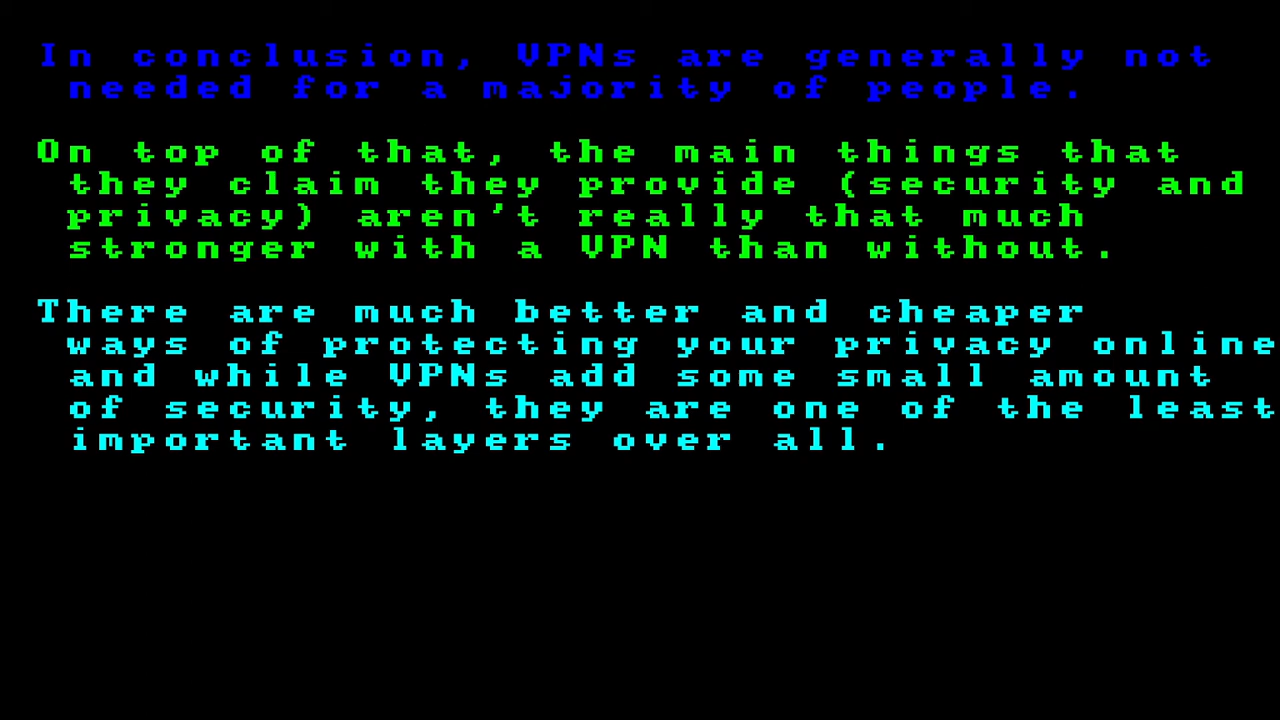 In conclusion, VPNs are generally not
needed for a majority of people.
On top of that, the main things that
they claim they provide (security and
privacy) aren't really that much
stronger with a VPN than without.
There are much better and cheaper
ways of protecting your privacy online
and while VPNs add some small amount
of security, they are one of the least
important layers over all.